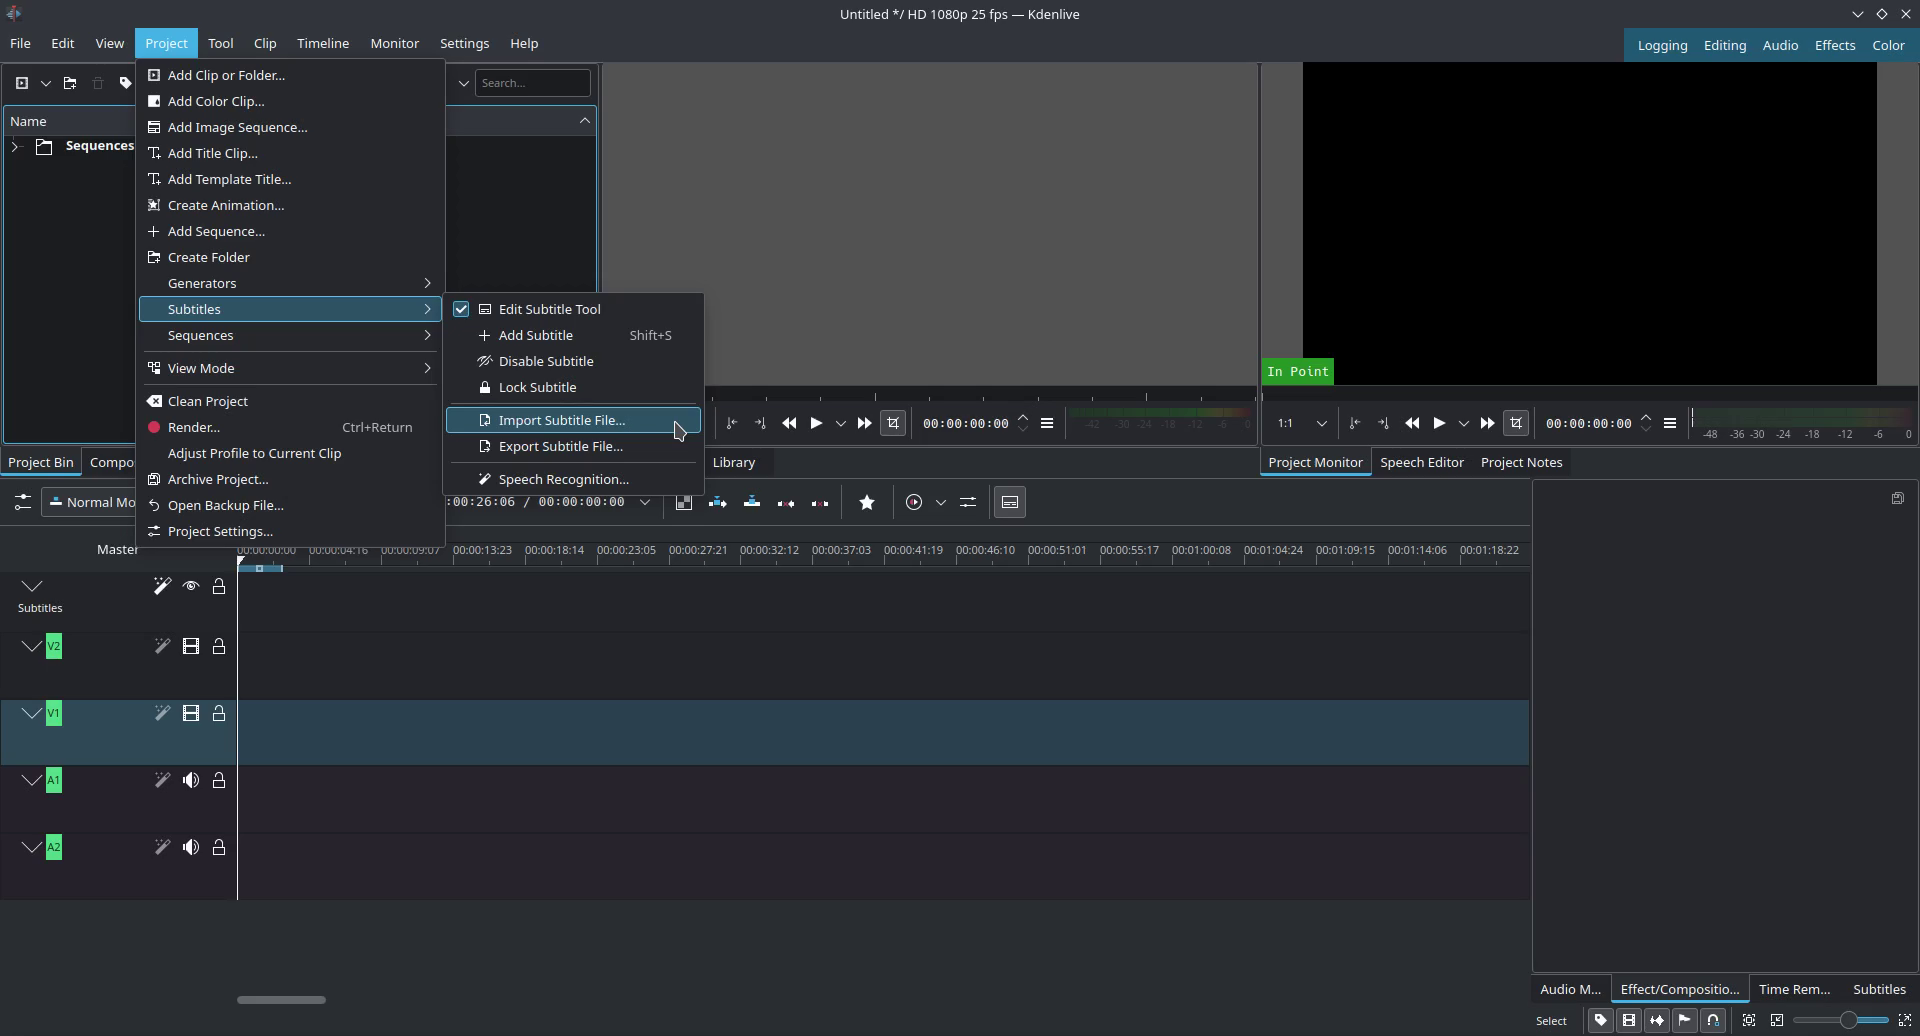 Untitled */ HD 1080p 25 fps — Kdenlive
File Edit View Project Tool Clip Timeline Monitor Settings Help
Logging Editing Audio Effects Color
Search...
Name
Sequences
Add Clip or Folder...
Add Color Clip...
Add Image Sequence...
Add Title Clip...
Add Template Title...
Create Animation...
Add Sequence...
Create Folder
Generators
Subtitles
Sequences
View Mode
Clean Project
Render... Ctrl+Return
Adjust Profile to Current Clip
Archive Project...
Open Backup File...
Project Settings...
Edit Subtitle Tool
Add Subtitle Shift+S
Disable Subtitle
Lock Subtitle
Import Subtitle File...
Export Subtitle File...
Speech Recognition...
In Point
00:00:00:00 -42 -30 -24 -18 -12 -6 0
1:1 00:00:00:00 -48 -36 -30 -24 -18 -12 -6 0
Project Bin Compo Library
Project Monitor Speech Editor Project Notes
Normal Mo :00:26:06 / 00:00:00:00
Master
00:00:00:00 00:00:04:16 00:00:09:07 00:00:13:23 00:00:18:14 00:00:23:05 00:00:27:21 00:00:32:12 00:00:37:03 00:00:41:19 00:00:46:10 00:00:51:01 00:00:55:17 00:01:00:08 00:01:04:24 00:01:09:15 00:01:14:06 00:01:18:22
Subtitles
V2
V1
A1
A2
Audio M... Effect/Compositio... Time Rem... Subtitles
Select